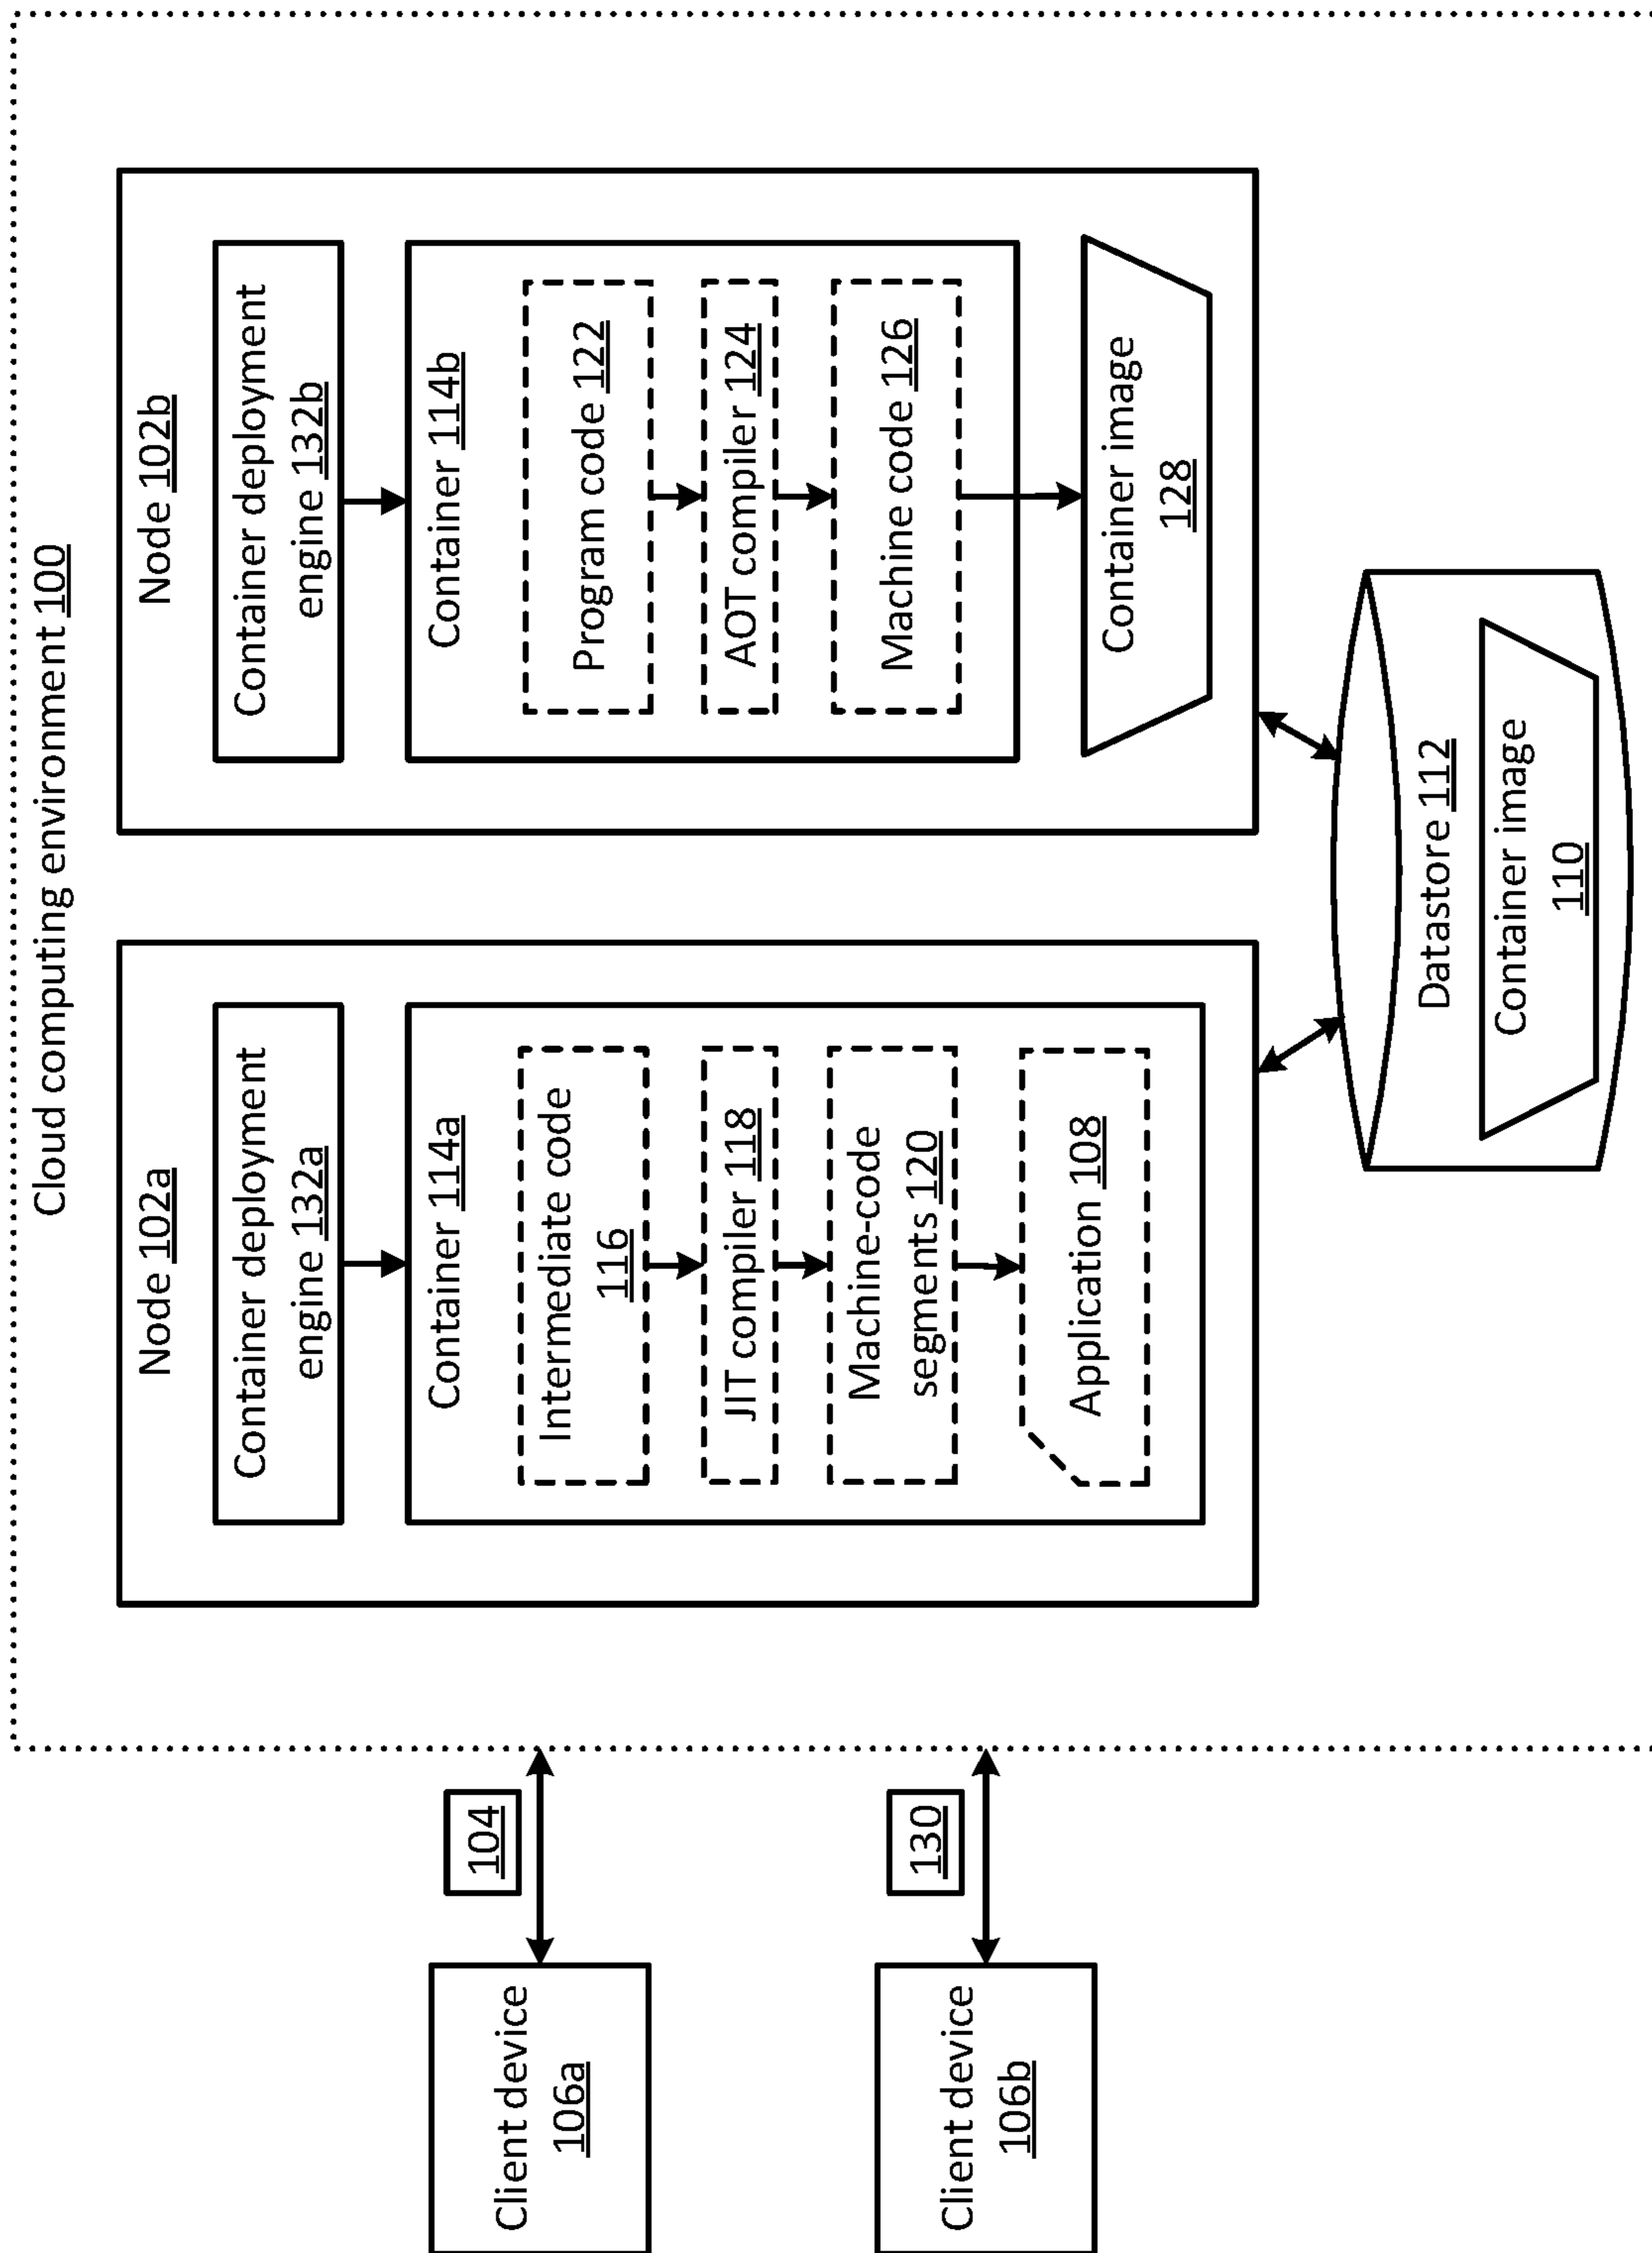 Cloud computing environment 100
Client device
106a
104
Client device
106b
130
Node 102a
Container deployment
engine 132a
Container 114a
Intermediate code
116
JIT compiler 118
Machine-code
segments 120
Application 108
Node 102b
Container deployment
engine 132b
Container 114b
Program code 122
AOT compiler 124
Machine code 126
Container image
128
Datastore 112
Container image
110